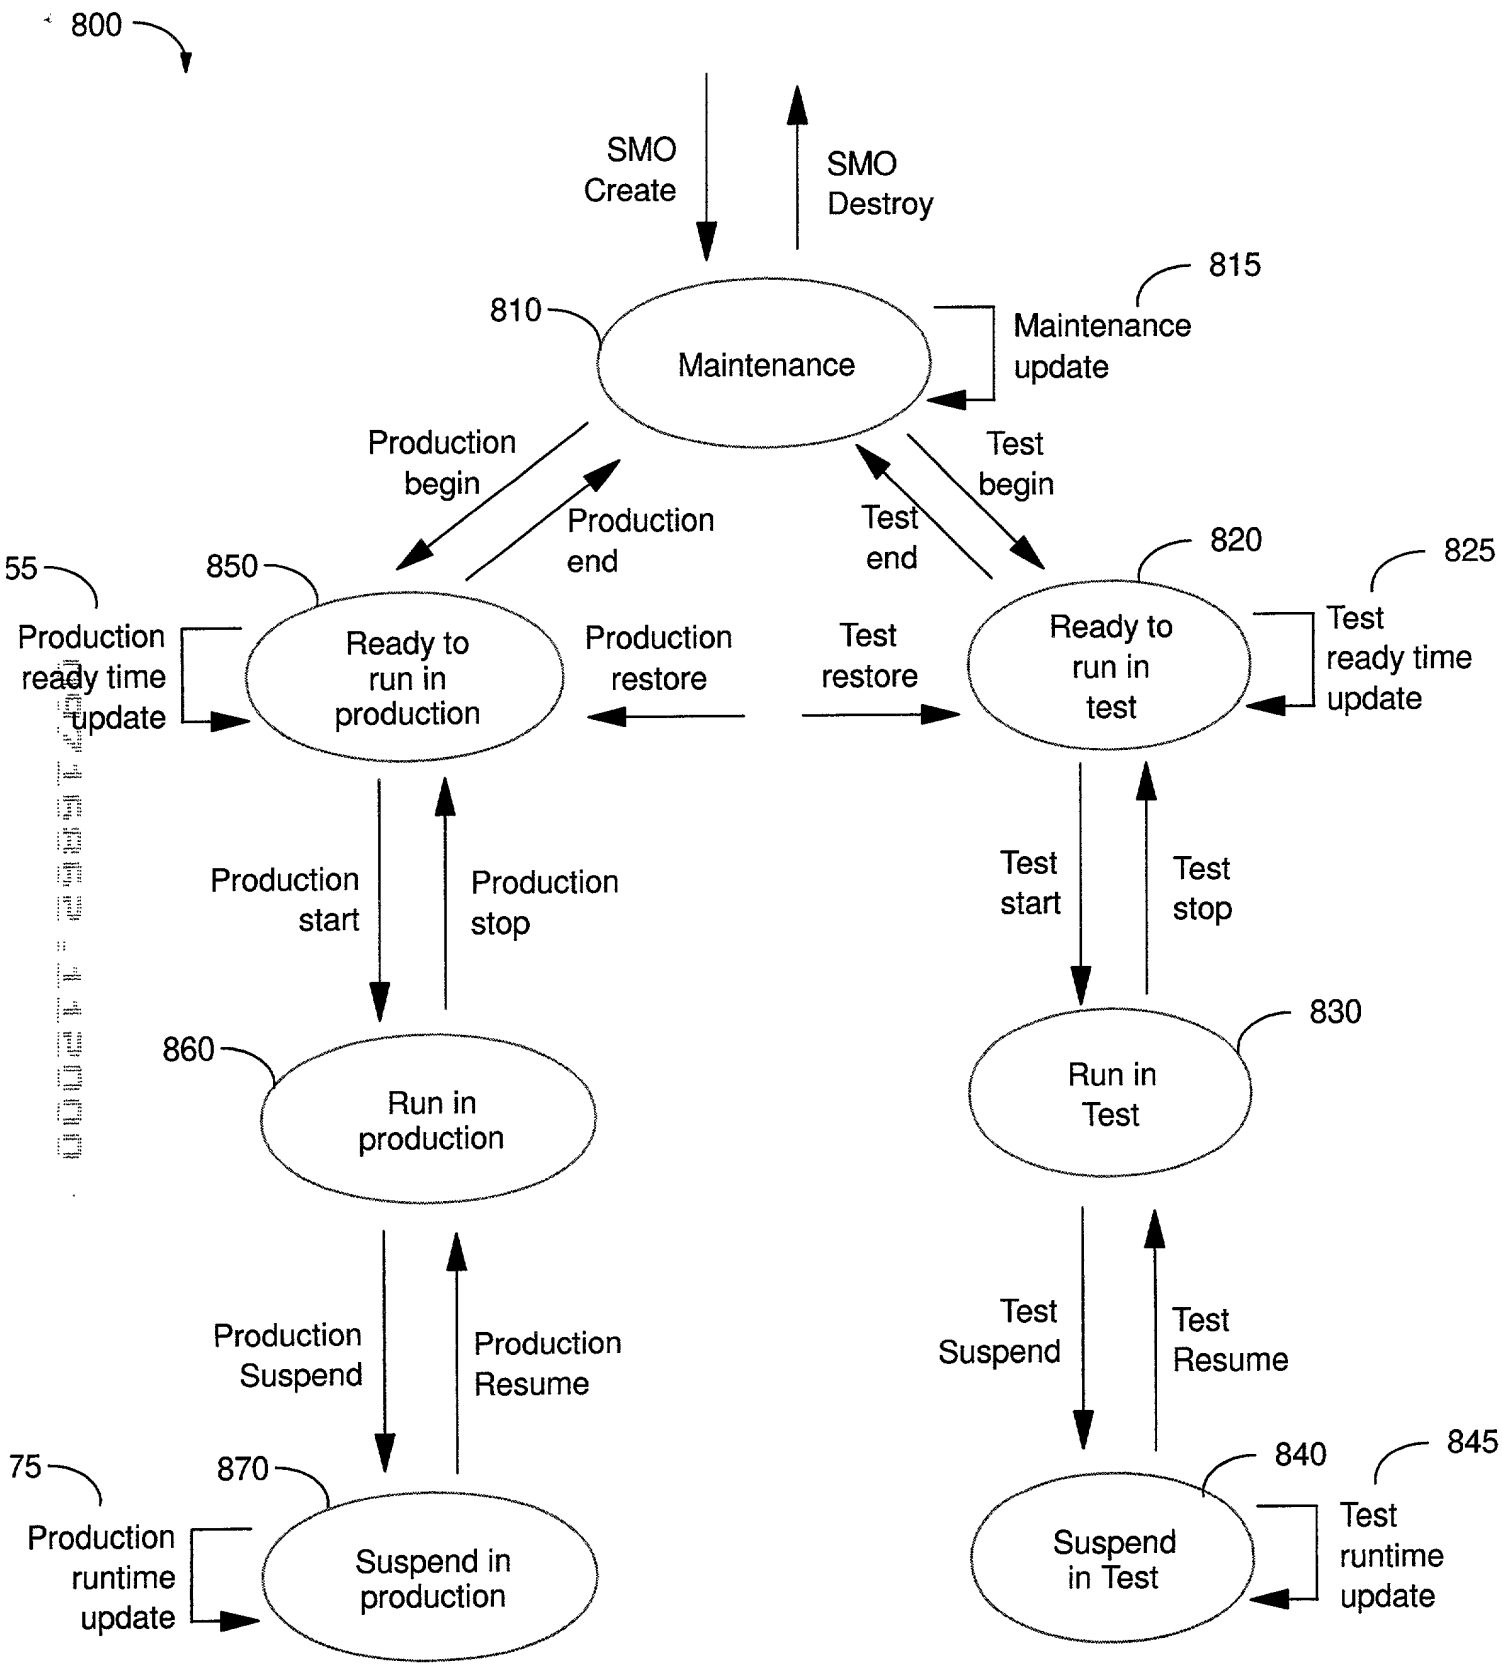 800
SMO
Create
SMO
Destroy
810
815
Maintenance
Maintenance
update
Production
begin
Production
end
Test
begin
Test
end
55
850
820
825
Production
ready time
update
Ready to
run in
production
Production
restore
Test
restore
Ready to
run in
test
Test
ready time
update
Production
start
Production
stop
Test
start
Test
stop
860
830
Run in
production
Run in
Test
Production
Suspend
Production
Resume
Test
Suspend
Test
Resume
75
870
840
845
Production
runtime
update
Suspend in
production
Suspend
in Test
Test
runtime
update